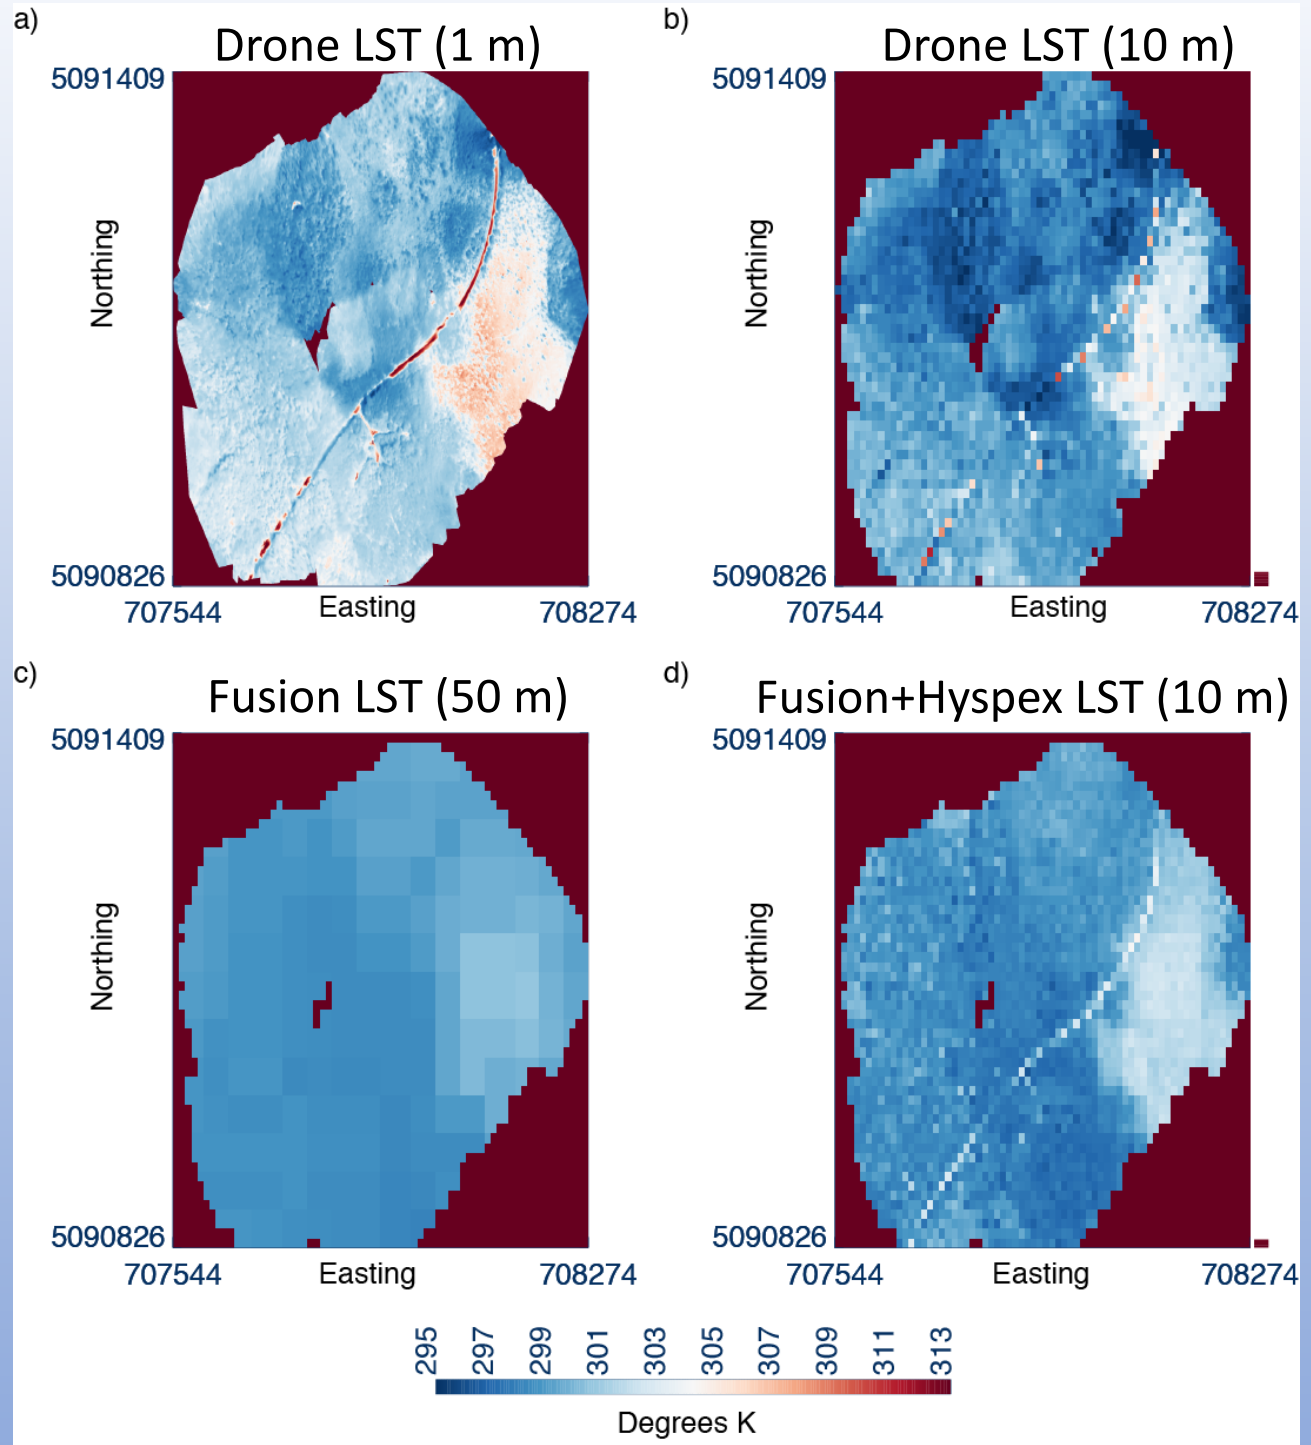 a)
Drone LST (1 m)
5091409
Northing
5090826
707544
Easting
708274
b)
Drone LST (10 m)
5091409
Northing
5090826
707544
Easting
708274
c)
Fusion LST (50 m)
5091409
Northing
5090826
707544
Easting
708274
d)
Fusion+Hyspex LST (10 m)
5091409
Northing
5090826
707544
Easting
708274
295 297 299 301 303 305 307 309 311 313
Degrees K